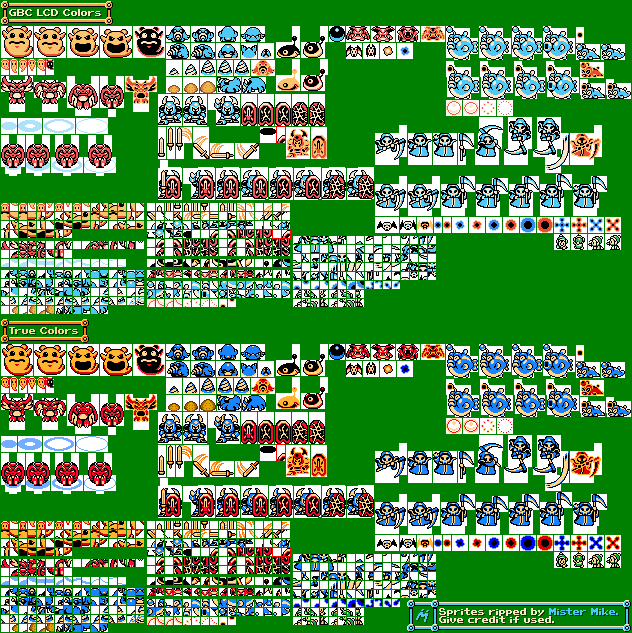 GBC LCD Colors
True Colors
Sprites ripped by Mister Mike.
Give credit if used.